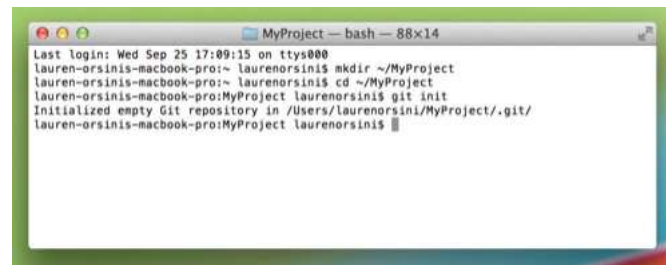 MyProject — bash — 88×14
Last login: Wed Sep 25 17:09:15 on ttys000
lauren-orsinis-macbook-pro:~ laurenorsini$ mkdir ~/MyProject
lauren-orsinis-macbook-pro:~ laurenorsini$ cd ~/MyProject
lauren-orsinis-macbook-pro:MyProject laurenorsini$ git init
Initialized empty Git repository in /Users/laurenorsini/MyProject/.git/
lauren-orsinis-macbook-pro:MyProject laurenorsini$